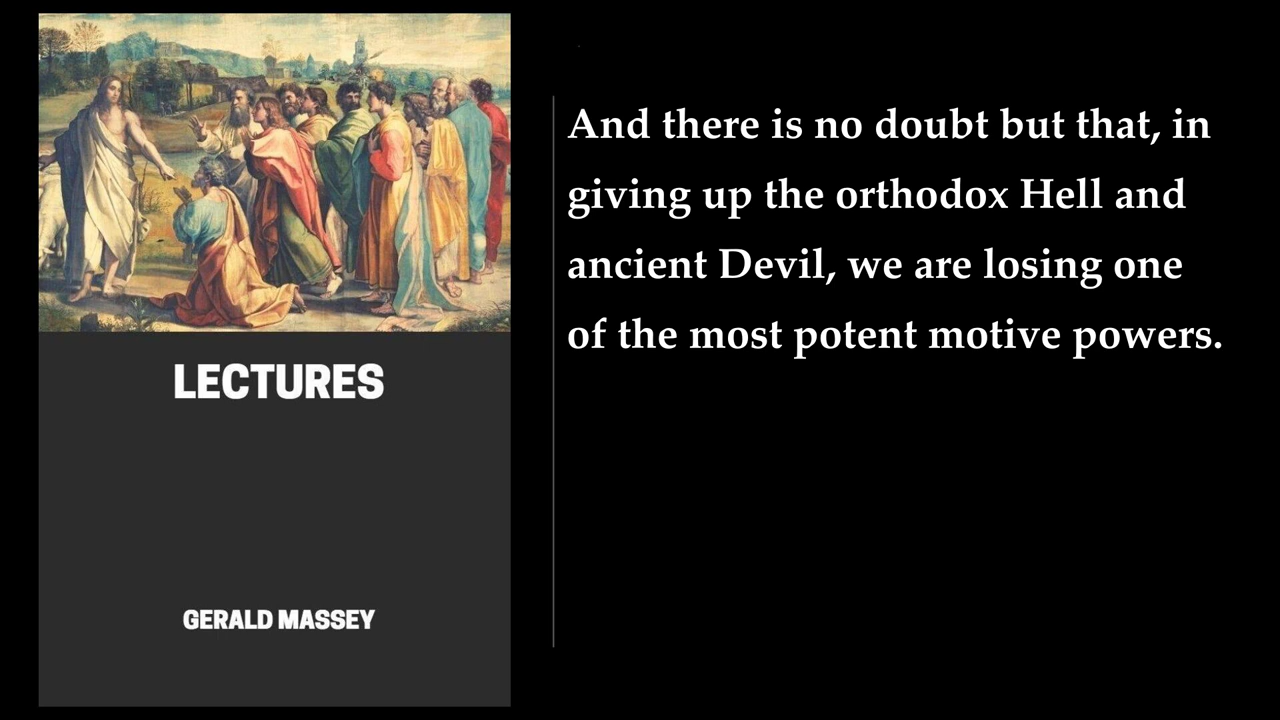 LECTURES
GERALD MASSEY
And there is no doubt but that, in
giving up the orthodox Hell and
ancient Devil, we are losing one
of the most potent motive powers.